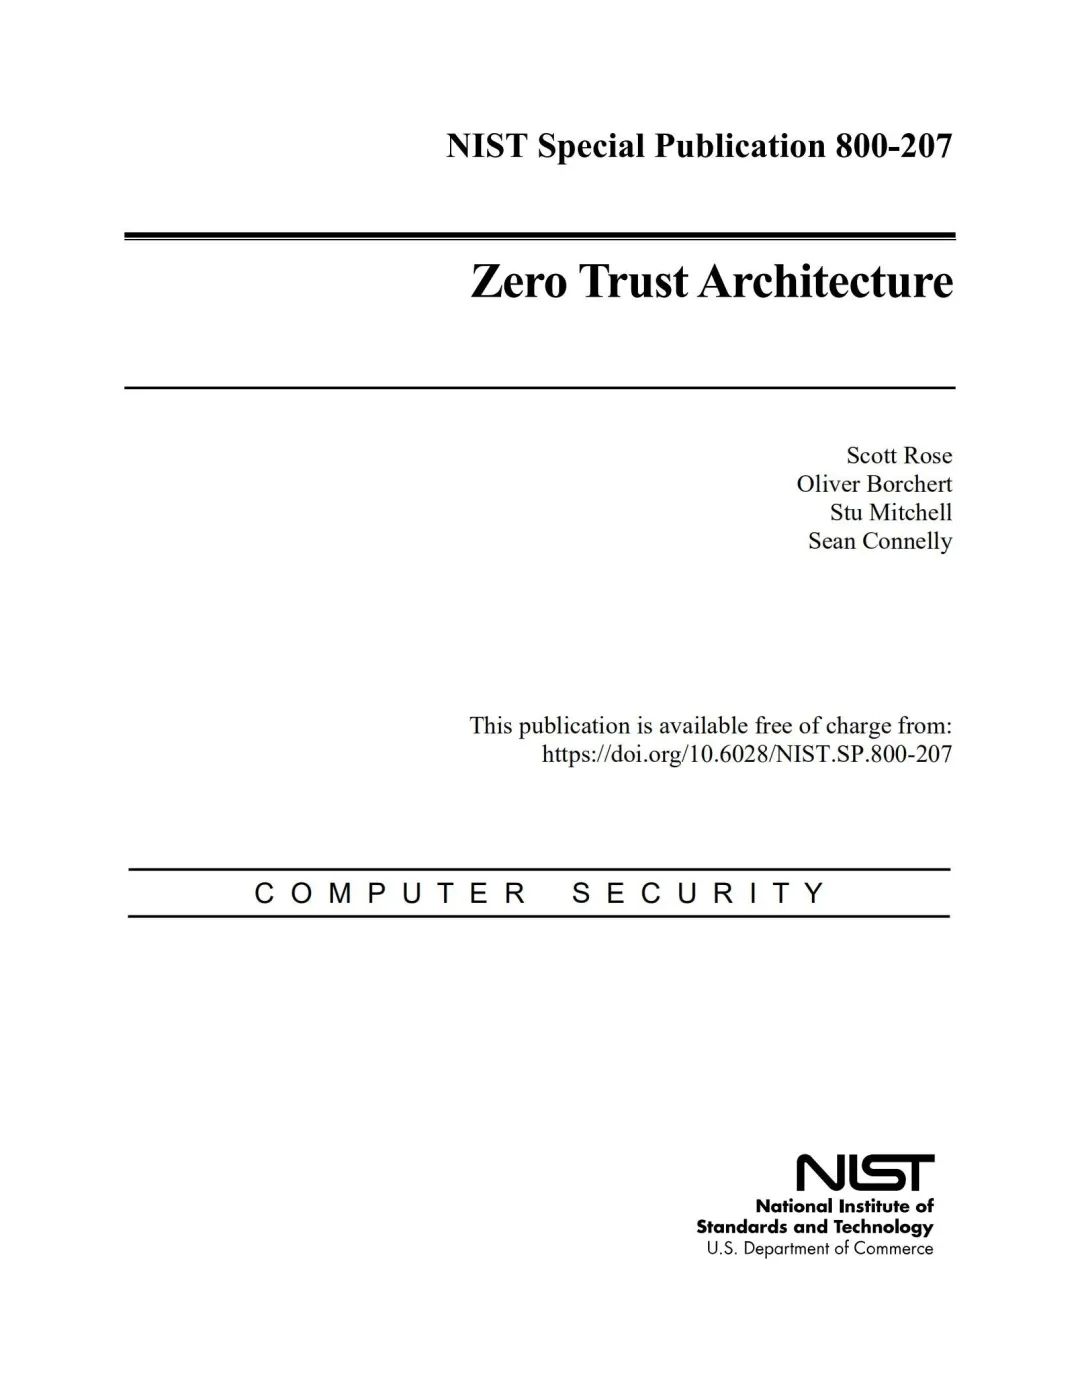 NIST Special Publication 800-207
Zero Trust Architecture
Scott Rose
Oliver Borchert
Stu Mitchell
Sean Connelly
This publication is available free of charge from:
https://doi.org/10.6028/NIST.SP.800-207
COMPUTER SECURITY
NIST
National Institute of
Standards and Technology
U.S. Department of Commerce